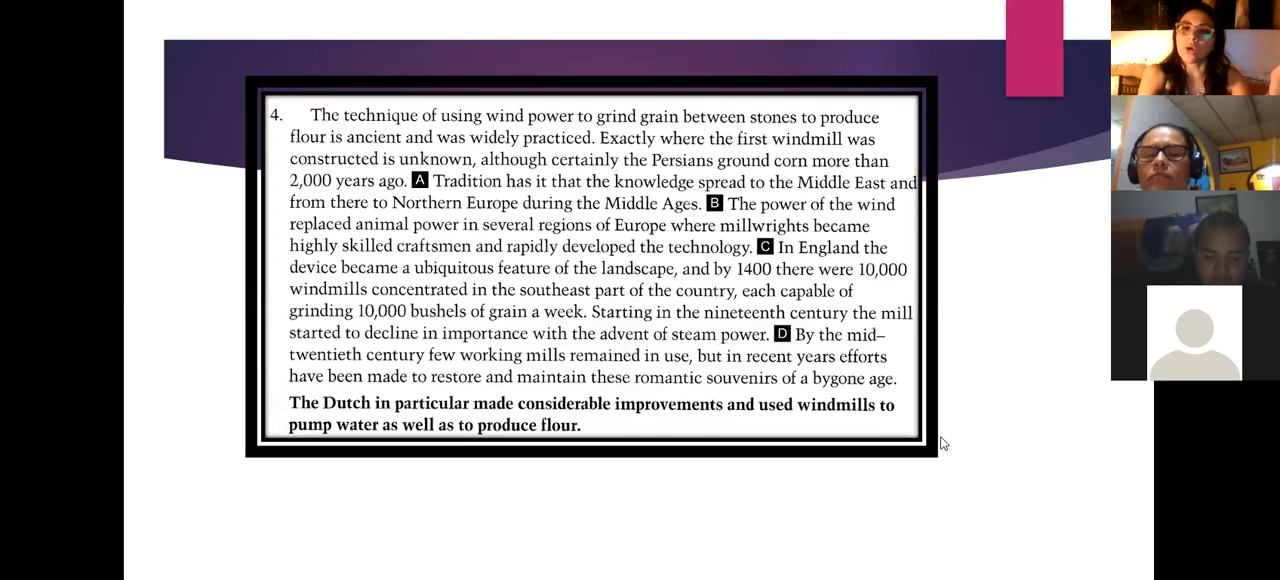 4. The technique of using wind power to grind grain between stones to produce
flour is ancient and was widely practiced. Exactly where the first windmill was
constructed is unknown, although certainly the Persians ground corn more than
2,000 years ago. A Tradition has it that the knowledge spread to the Middle East and
from there to Northern Europe during the Middle Ages. B The power of the wind
replaced animal power in several regions of Europe where millwrights became
highly skilled craftsmen and rapidly developed the technology. C In England the
device became a ubiquitous feature of the landscape, and by 1400 there were 10,000
windmills concentrated in the southeast part of the country, each capable of
grinding 10,000 bushels of grain a week. Starting in the nineteenth century the mill
started to decline in importance with the advent of steam power. D By the mid–
twentieth century few working mills remained in use, but in recent years efforts
have been made to restore and maintain these romantic souvenirs of a bygone age.
The Dutch in particular made considerable improvements and used windmills to
pump water as well as to produce flour.